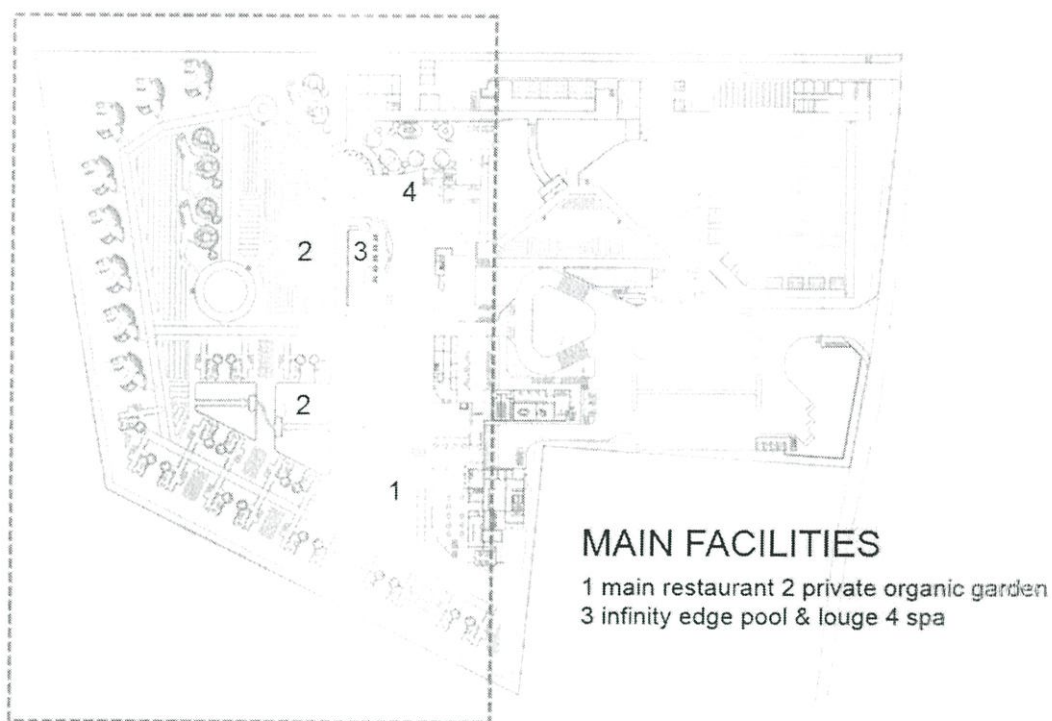 4
2 3
2
1
MAIN FACILITIES
1 main restaurant 2 private organic garden
3 infinity edge pool & louge 4 spa